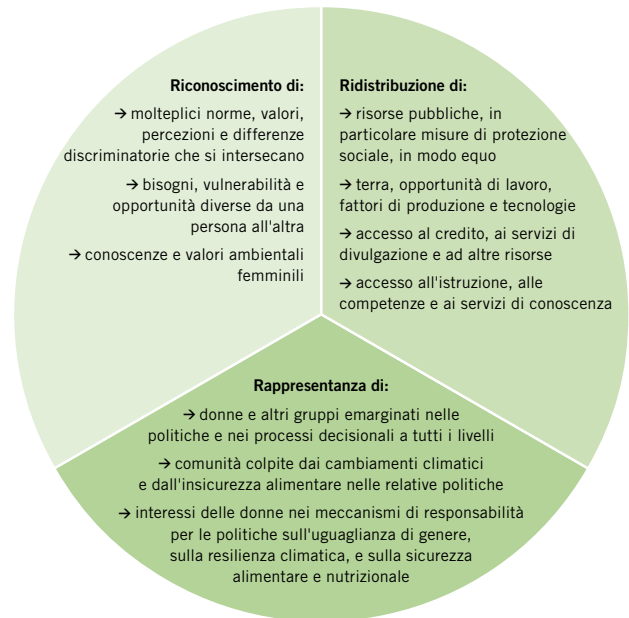 Riconoscimento di:
→ molteplici norme, valori,
percezioni e differenze
discriminatorie che si intersecano
→ bisogni, vulnerabilità e
opportunità diverse da una
persona all'altra
→ conoscenze e valori ambientali
femminili
Ridistribuzione di:
→ risorse pubbliche, in
particolare misure di protezione
sociale, in modo equo
→ terra, opportunità di lavoro,
fattori di produzione e tecnologie
→ accesso al credito, ai servizi di
divulgazione e ad altre risorse
→ accesso all'istruzione, alle
competenze e ai servizi di conoscenza
Rappresentanza di:
→ donne e altri gruppi emarginati nelle
politiche e nei processi decisionali a tutti i livelli
→ comunità colpite dai cambiamenti climatici
e dall'insicurezza alimentare nelle relative politiche
→ interessi delle donne nei meccanismi di responsabilità
per le politiche sull'uguaglianza di genere,
sulla resilienza climatica, e sulla sicurezza
alimentare e nutrizionale